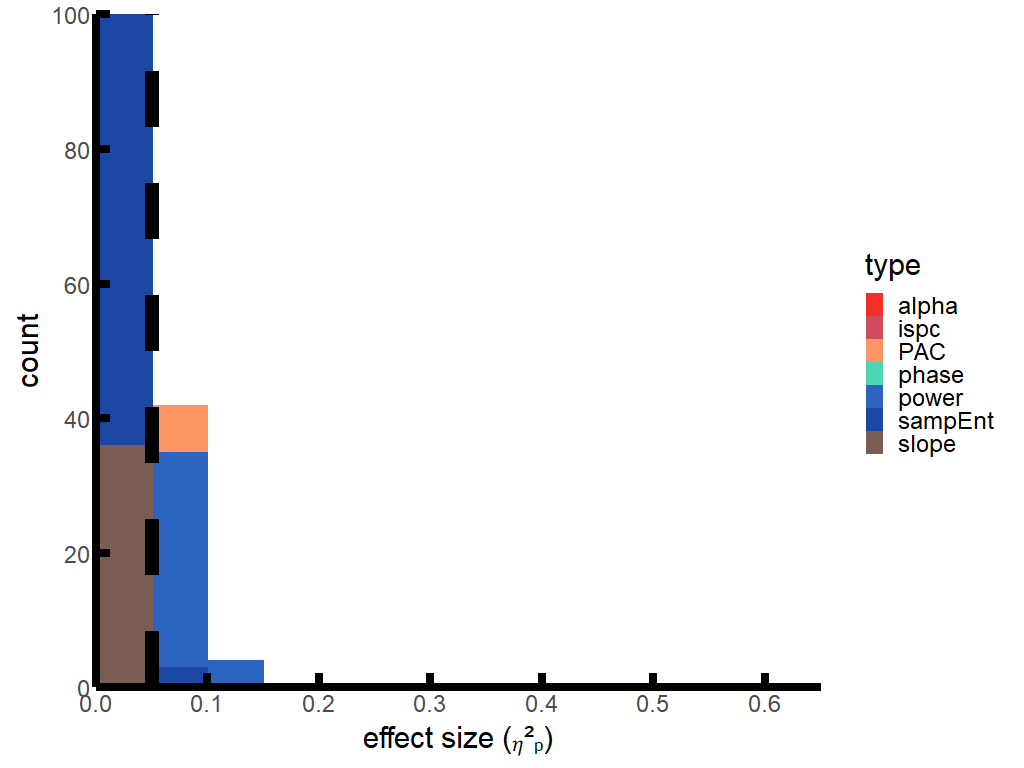 100
80
60
40
20
0
count
0.0 0.1 0.2 0.3 0.4 0.5 0.6
effect size (η²ₚ)
type
alpha
ispc
PAC
phase
power
sampEnt
slope